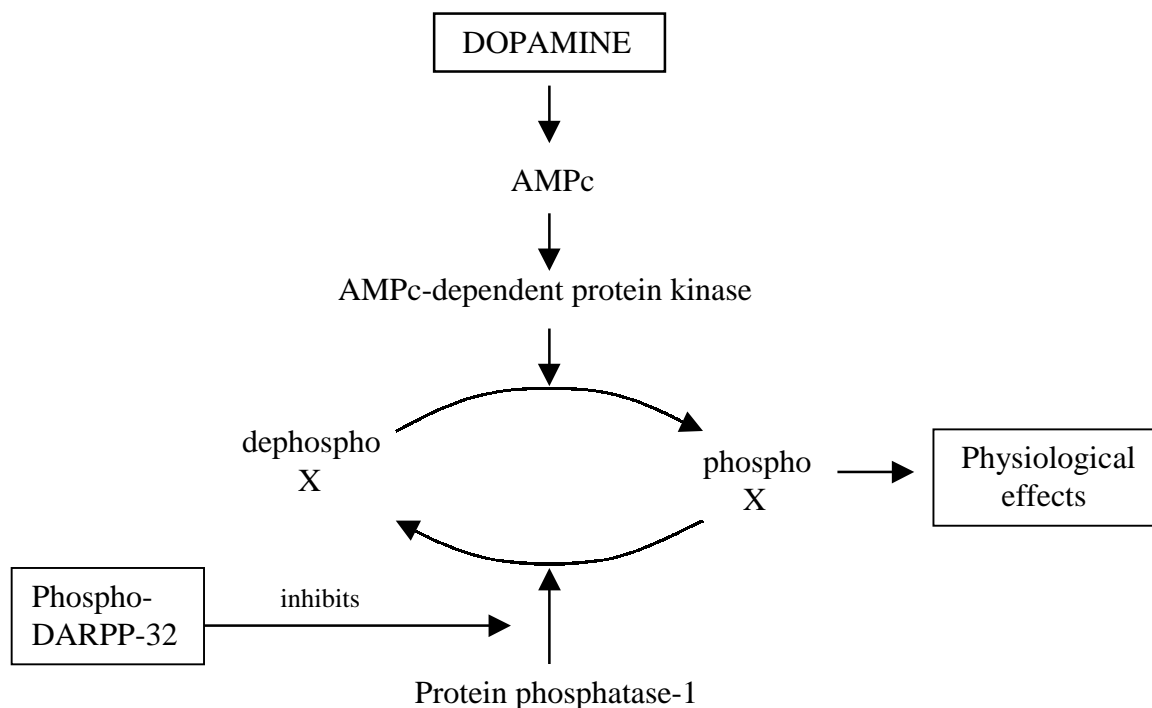 DOPAMINE
AMPc
AMPc-dependent protein kinase
dephospho
X
phospho
X
Physiological
effects
Phospho-
DARPP-32
inhibits
Protein phosphatase-1